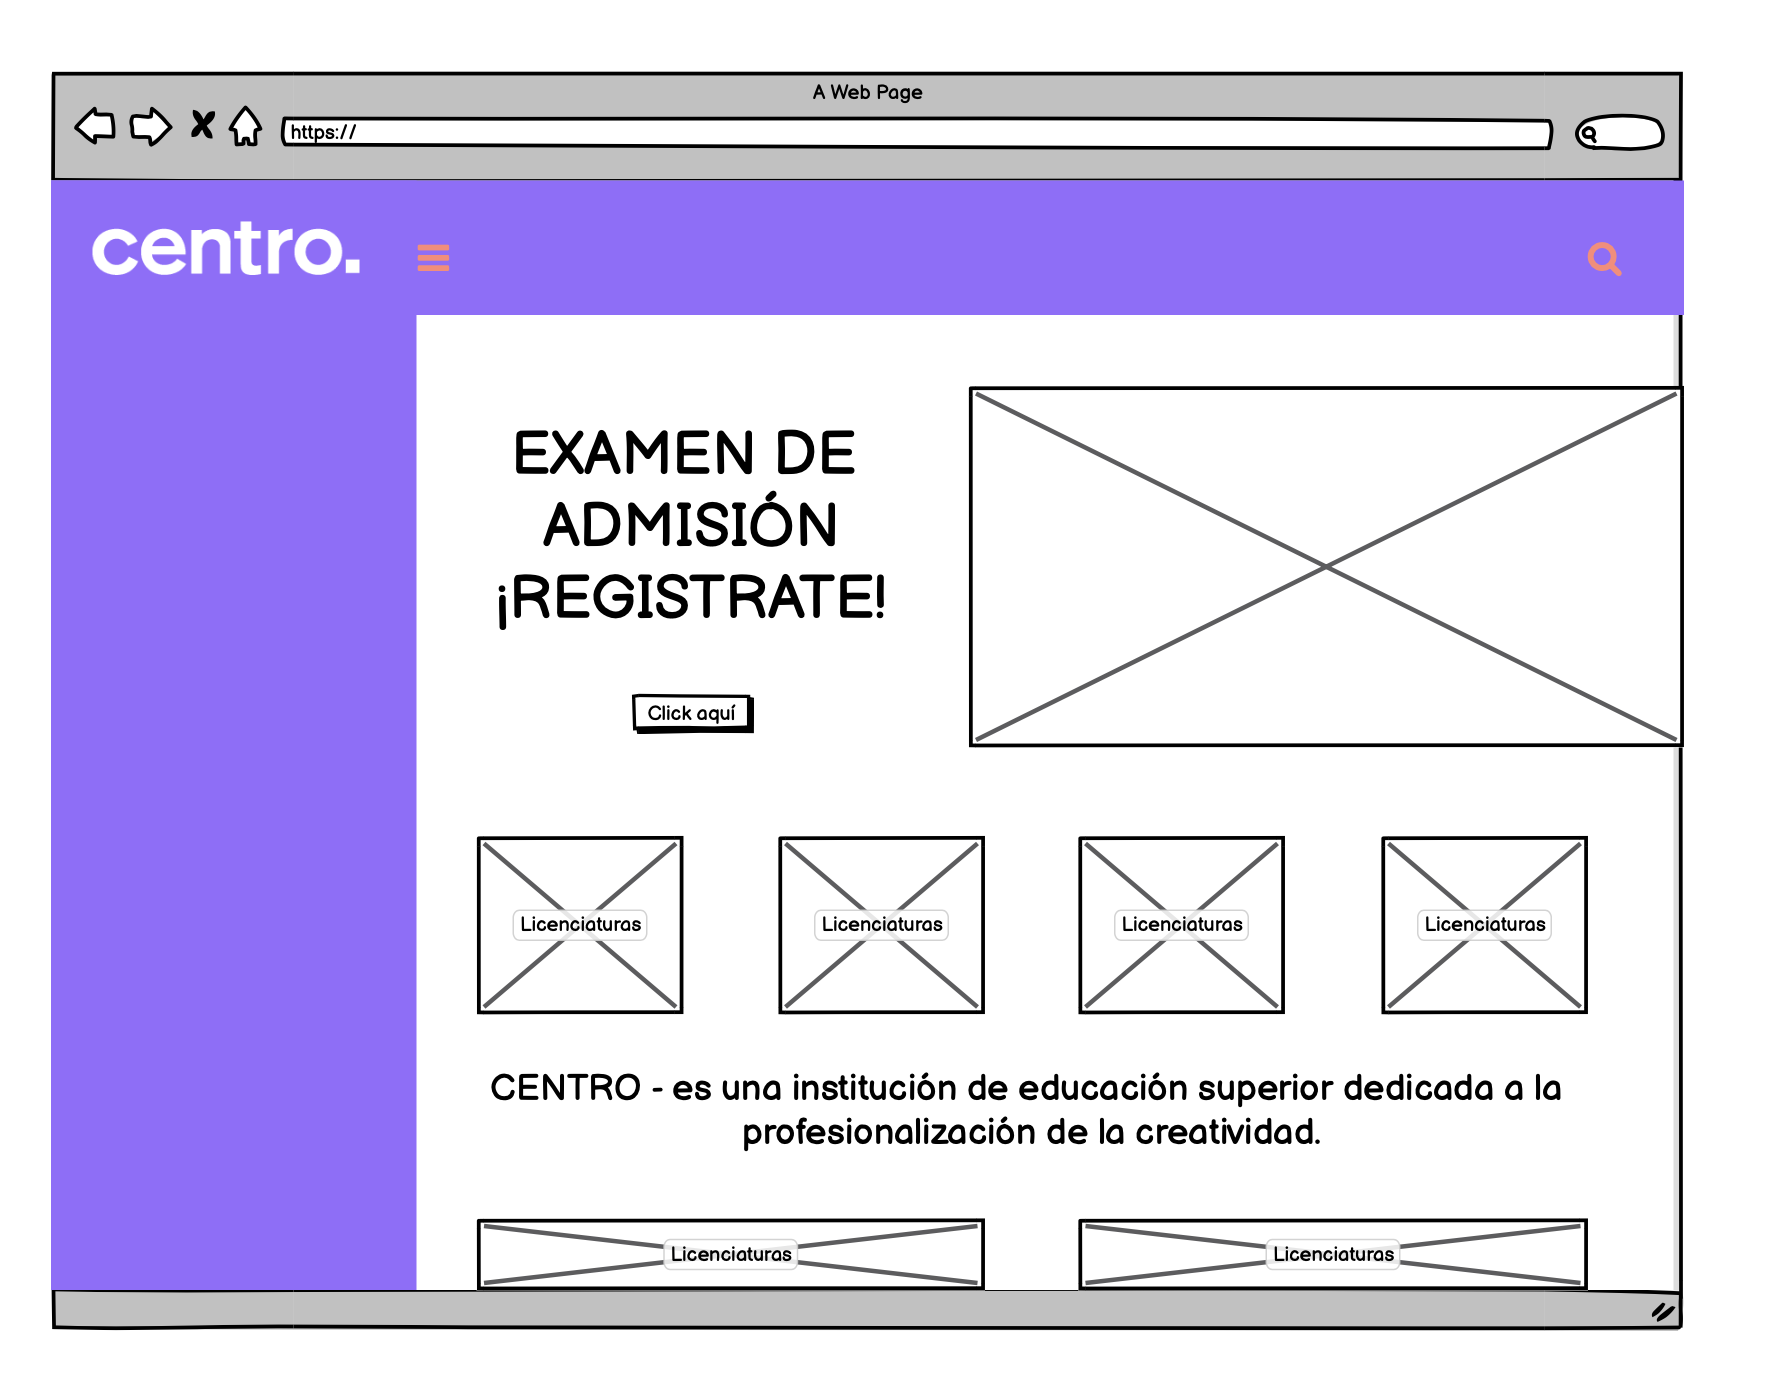 A Web Page
https://
centro.
EXAMEN DE
ADMISIÓN
¡REGISTRATE!
Click aquí
Licenciaturas
Licenciaturas
Licenciaturas
Licenciaturas
CENTRO - es una institución de educación superior dedicada a la
profesionalización de la creatividad.
Licenciaturas
Licenciaturas